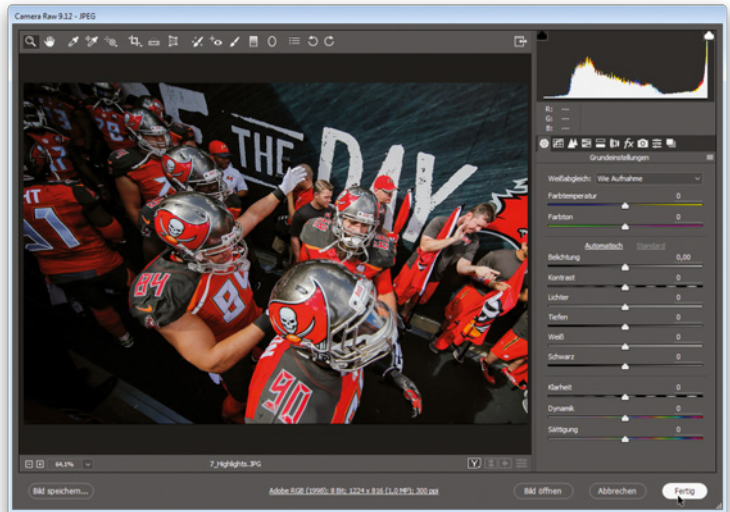 Camera Raw 9.12 - JPEG
THE DAY
84
84
90
R: ---
G: ---
B: ---
fx
Grundeinstellungen
Weißabgleich: Wie Aufnahme
Farbtemperatur 0
Farbton 0
Automatisch Standard
Belichtung 0,00
Kontrast 0
Lichter 0
Tiefen 0
Weiß 0
Schwarz 0
Klarheit 0
Dynamik 0
Sättigung 0
64,1% 7_Highlights.JPG Y
Bild speichern... Adobe RGB (1998); 8 Bit; 1224 x 816 (1,0 MP); 300 ppi Bild öffnen Abbrechen Fertig